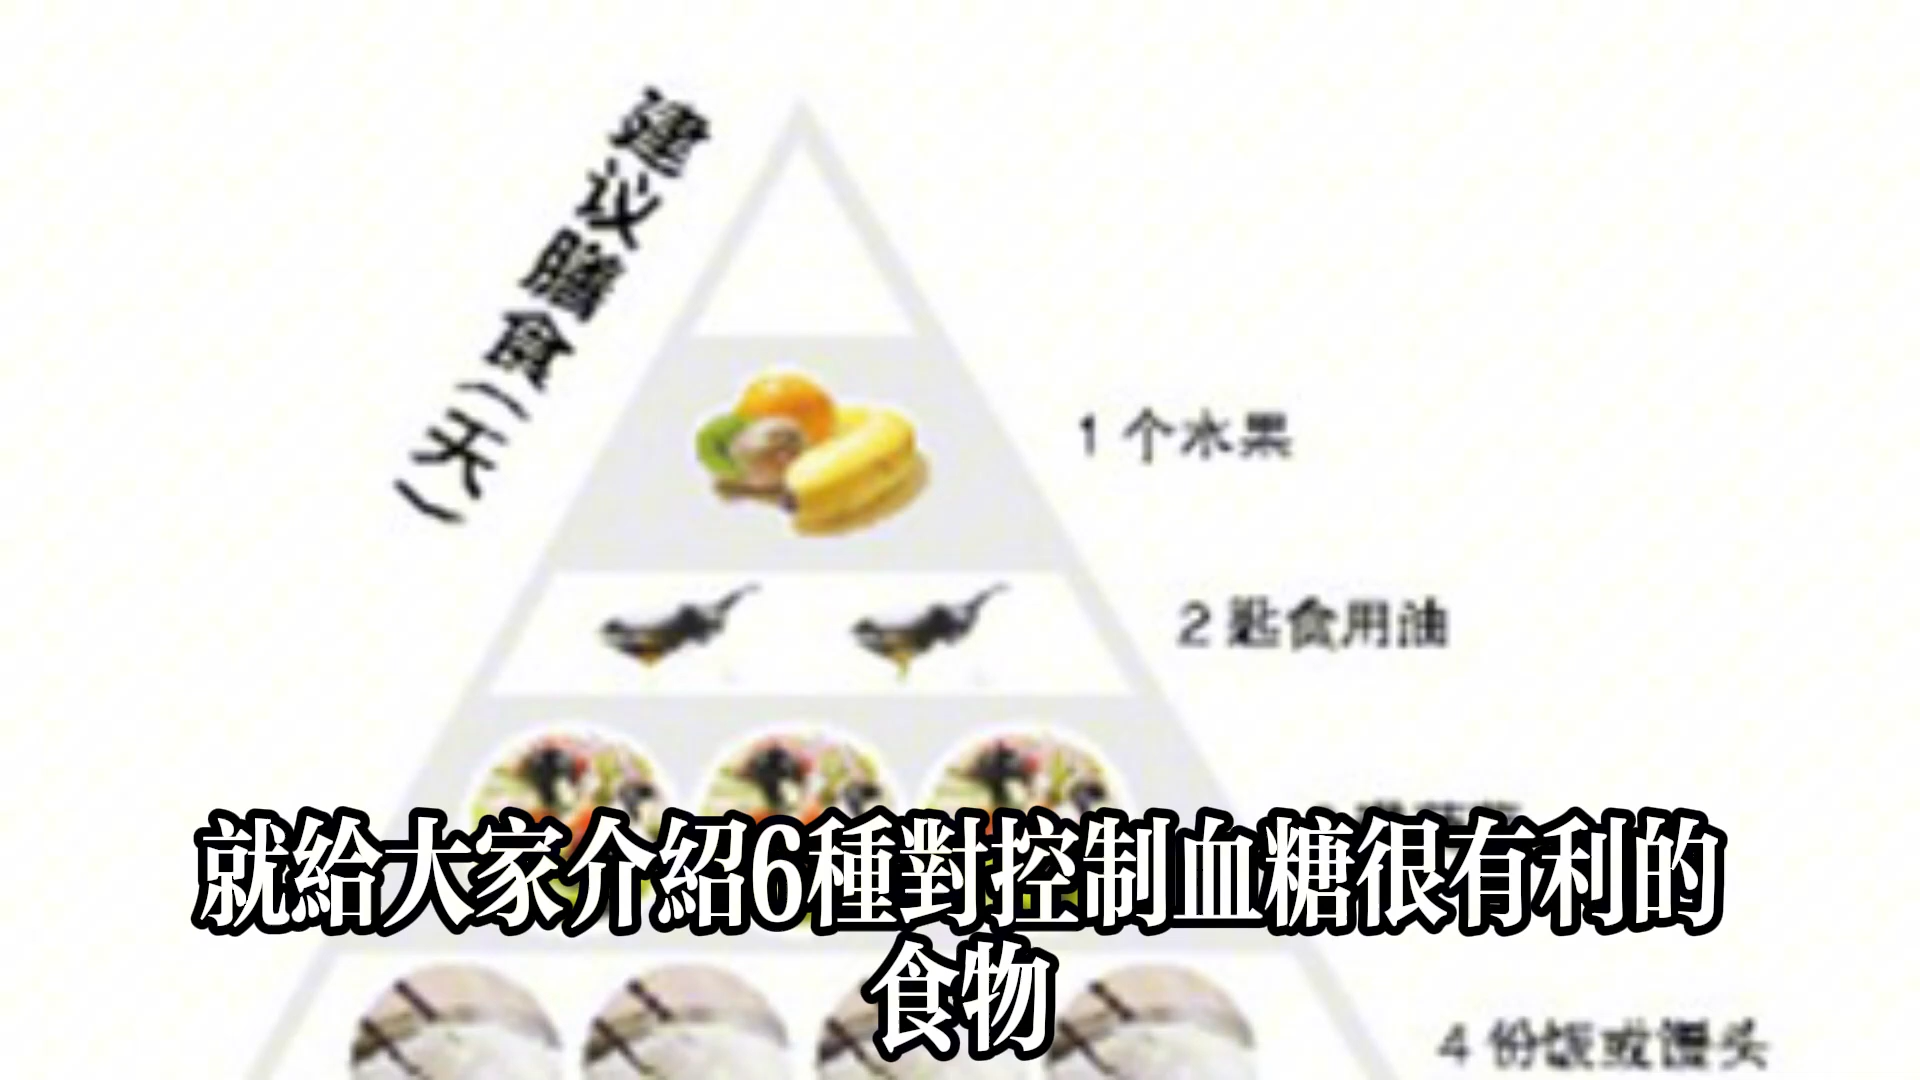 建议膳食(天)
1个水果
2匙食用油
就給大家介紹6種對控制血糖很有利的
食物
4份饭或馒头